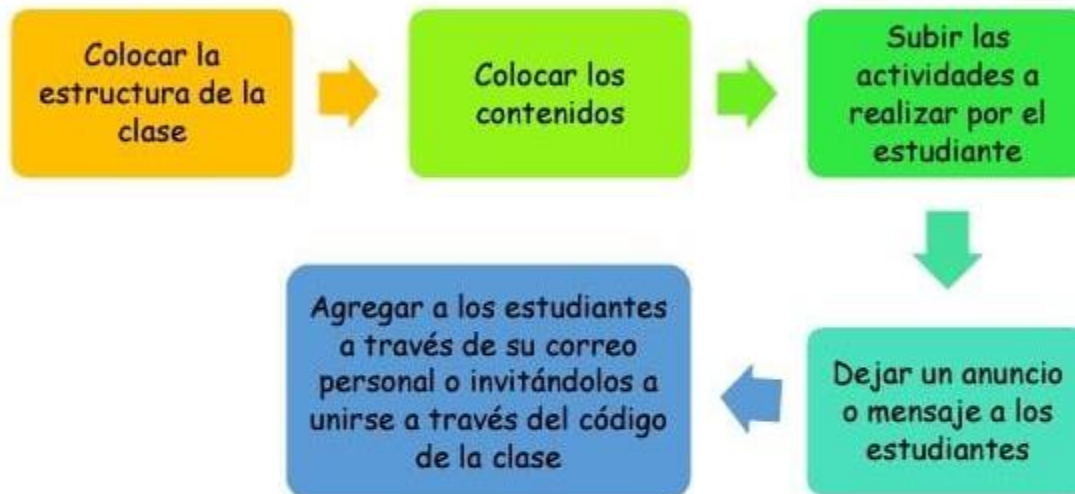 Colocar la
estructura de la
clase
Colocar los
contenidos
Subir las
actividades a
realizar por el
estudiante
Dejar un anuncio
o mensaje a los
estudiantes
Agregar a los estudiantes
a través de su correo
personal o invitándolos a
unirse a través del código
de la clase